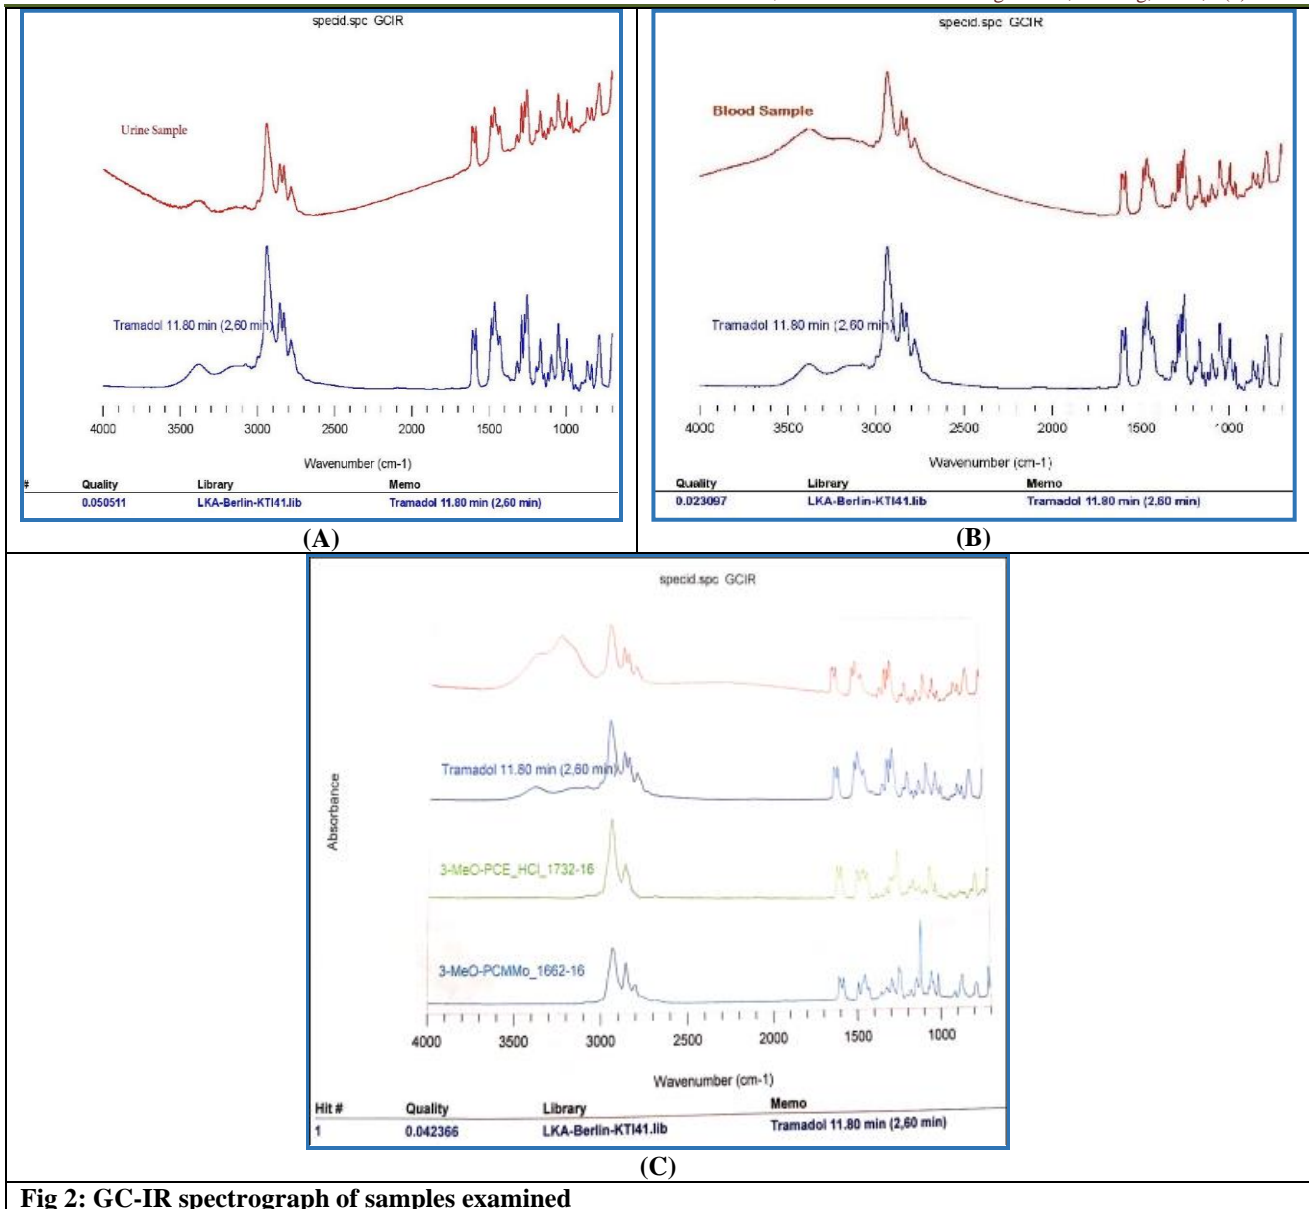 specid.spc GCIR
Urine Sample
Tramadol 11.80 min (2,60 min)
4000 3500 3000 2500 2000 1500 1000
Wavenumber (cm-1)
# Quality Library Memo
0.050511 LKA-Berlin-KTI41.lib Tramadol 11.80 min (2,60 min)
(A)
specid.spc GCIR
Blood Sample
Tramadol 11.80 min (2,60 min)
4000 3500 3000 2500 2000 1500 1000
Wavenumber (cm-1)
Quality Library Memo
0.023097 LKA-Berlin-KTI41.lib Tramadol 11.80 min (2,60 min)
(B)
specid.spc GCIR
Absorbance
Tramadol 11.80 min (2,60 min)
3-MeO-PCE_HCl_1732-16
3-MeO-PCMMo_1662-16
4000 3500 3000 2500 2000 1500 1000
Wavenumber (cm-1)
Hit # Quality Library Memo
1 0.042366 LKA-Berlin-KTI41.lib Tramadol 11.80 min (2,60 min)
(C)
Fig 2: GC-IR spectrograph of samples examined